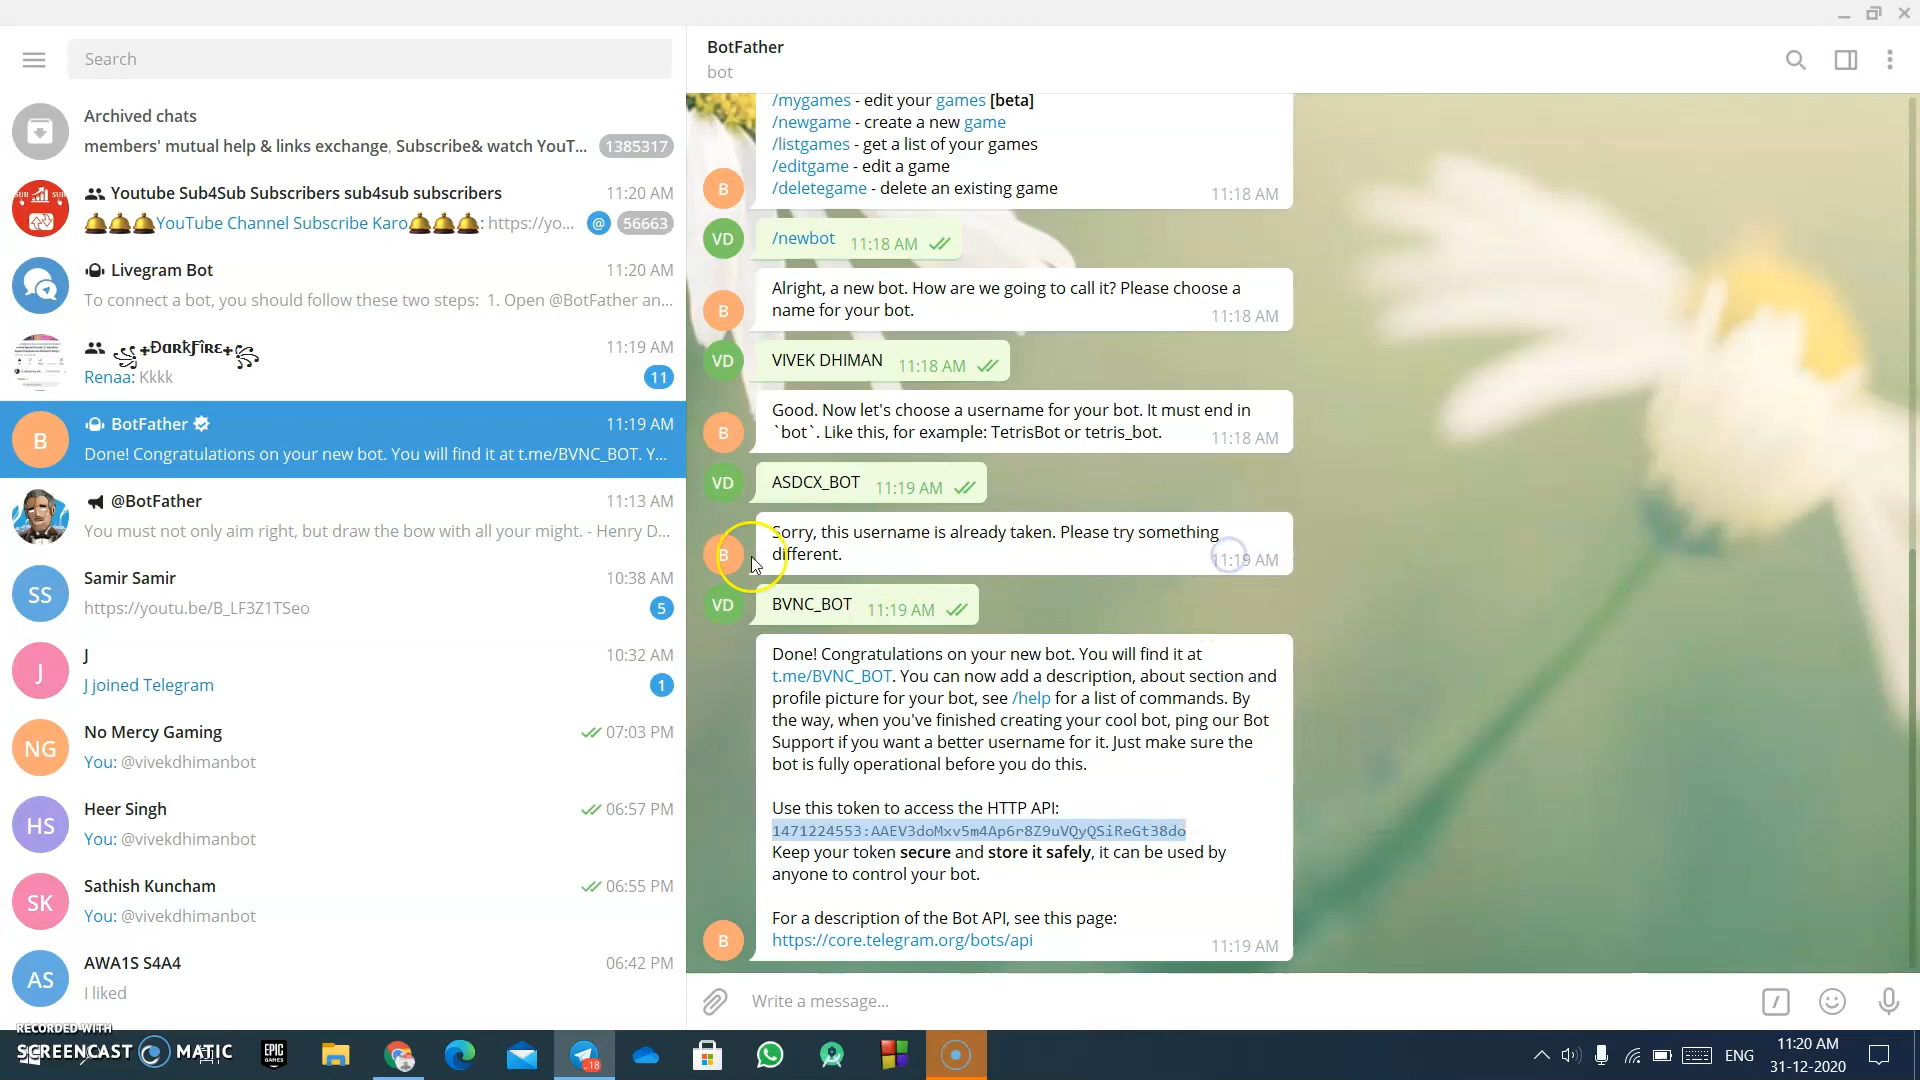 Search
Archived chats
members' mutual help & links exchange, Subscribe& watch YouT...
1385317
Youtube Sub4Sub Subscribers sub4sub subscribers
11:20 AM
🔔🔔🔔YouTube Channel Subscribe Karo🔔🔔🔔: https://yo...
@
56663
Livegram Bot
11:20 AM
To connect a bot, you should follow these two steps: 1. Open @BotFather an...
꧁₊ÐɑʀƙƑîʀɛ₊꧂
11:19 AM
Renaa: Kkkk
11
B
BotFather
11:19 AM
Done! Congratulations on your new bot. You will find it at t.me/BVNC_BOT. Y...
@BotFather
11:13 AM
You must not only aim right, but draw the bow with all your might. - Henry D...
SS
Samir Samir
10:38 AM
https://youtu.be/B_LF3Z1TSeo
5
J
J
10:32 AM
J joined Telegram
1
NG
No Mercy Gaming
07:03 PM
You: @vivekdhimanbot
HS
Heer Singh
06:57 PM
You: @vivekdhimanbot
SK
Sathish Kuncham
06:55 PM
You: @vivekdhimanbot
AS
AWA1S S4A4
06:42 PM
I liked
BotFather
bot
/mygames - edit your games [beta]
/newgame - create a new game
/listgames - get a list of your games
/editgame - edit a game
/deletegame - delete an existing game
11:18 AM
B
VD
/newbot 11:18 AM
Alright, a new bot. How are we going to call it? Please choose a
name for your bot.
11:18 AM
B
VD
VIVEK DHIMAN 11:18 AM
Good. Now let's choose a username for your bot. It must end in
`bot`. Like this, for example: TetrisBot or tetris_bot.
11:18 AM
B
VD
ASDCX_BOT 11:19 AM
Sorry, this username is already taken. Please try something
different.
11:19 AM
B
VD
BVNC_BOT 11:19 AM
Done! Congratulations on your new bot. You will find it at
t.me/BVNC_BOT. You can now add a description, about section and
profile picture for your bot, see /help for a list of commands. By
the way, when you've finished creating your cool bot, ping our Bot
Support if you want a better username for it. Just make sure the
bot is fully operational before you do this.
Use this token to access the HTTP API:
1471224553:AAEV3doMxv5m4Ap6r8Z9uVQyQSiReGt38do
Keep your token secure and store it safely, it can be used by
anyone to control your bot.
For a description of the Bot API, see this page:
https://core.telegram.org/bots/api
11:19 AM
B
Write a message...
RECORDED WITH
SCREENCAST MATIC
EPIC
GAMES
..18
ENG
11:20 AM
31-12-2020